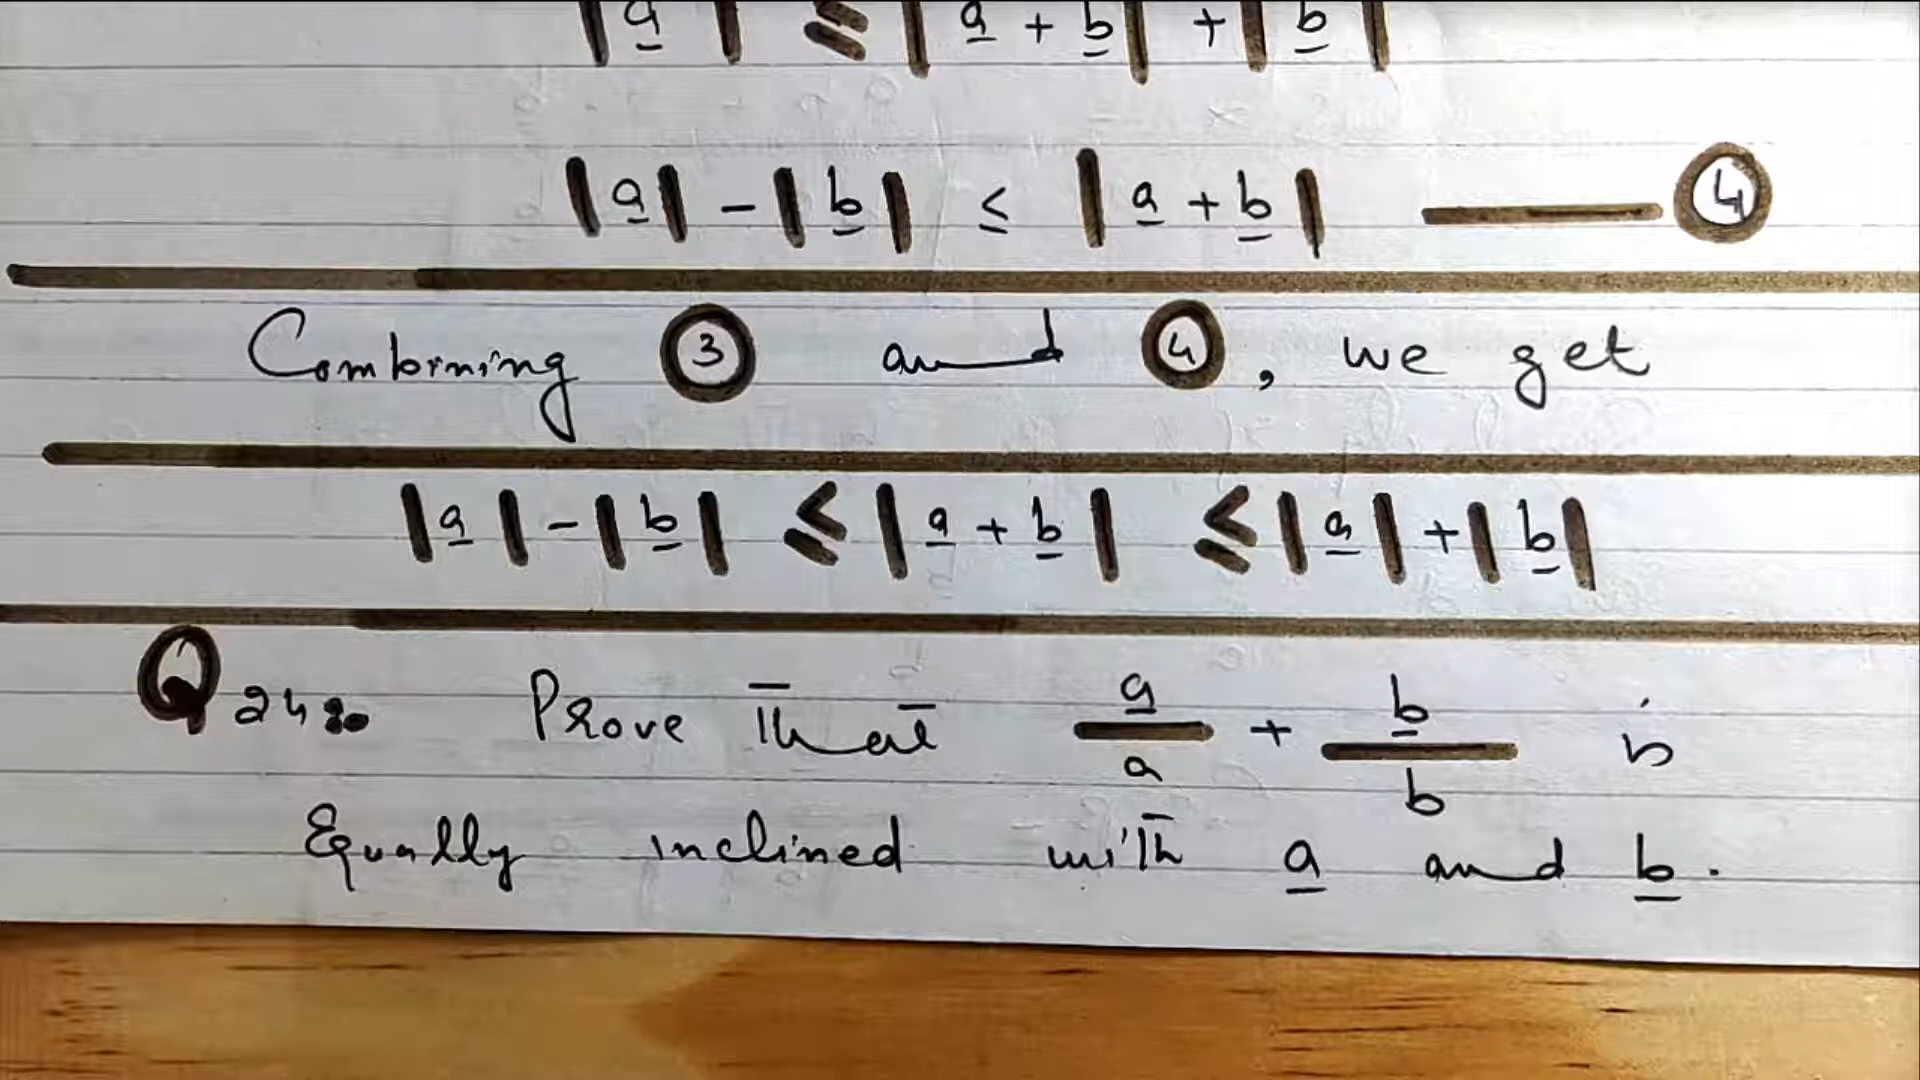 |a| ≤ |a + b| + |b|
|a| - |b| ≤ |a + b| —— 4
Combining 3 and 4, we get
|a| - |b| ≤ |a + b| ≤ |a| + |b|
Q 24: Prove that a/a + b/b is
Equally inclined with a and b.